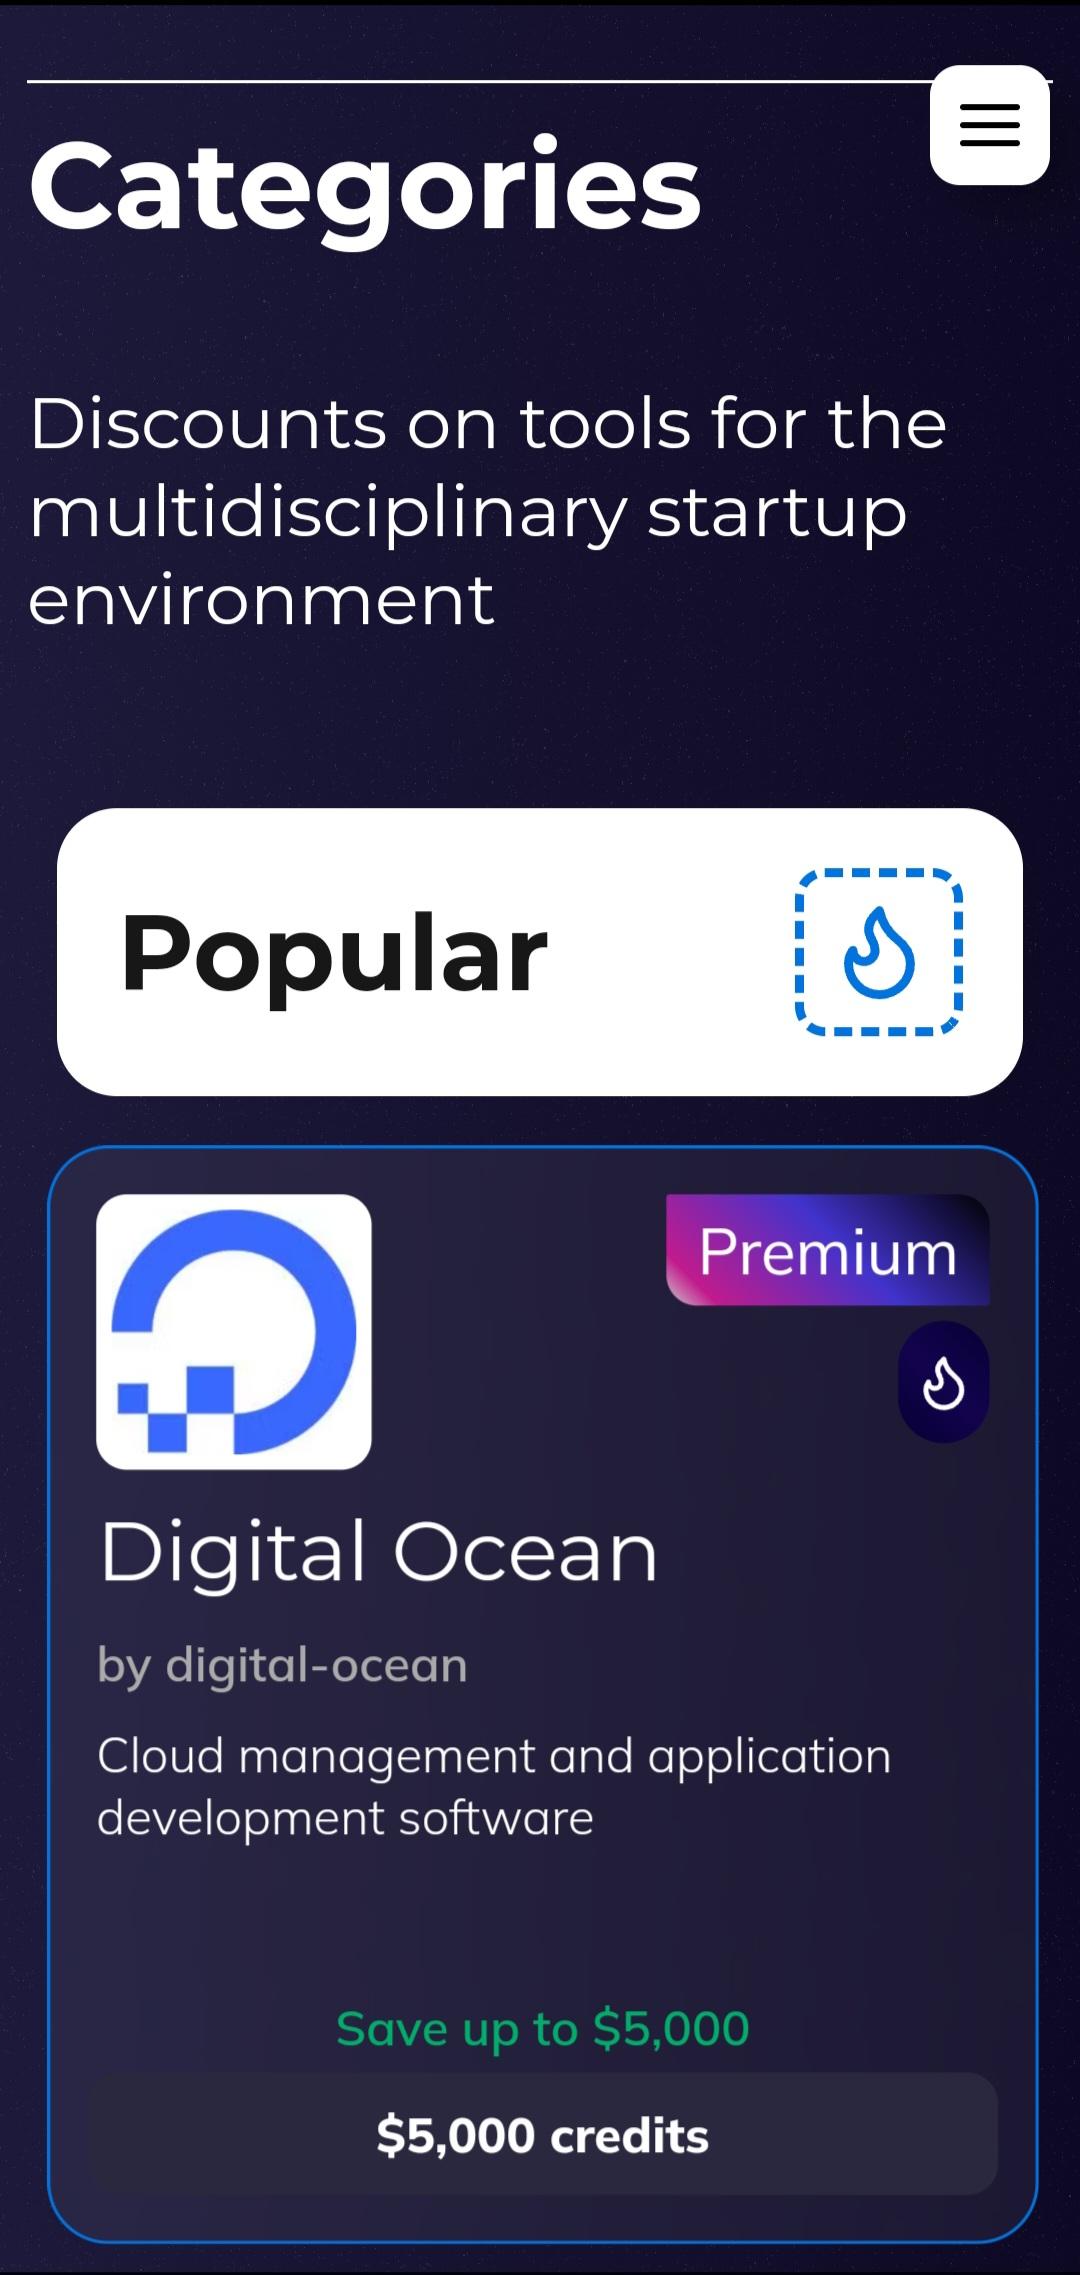 Categories
Discounts on tools for the
multidisciplinary startup
environment
Popular
Premium
Digital Ocean
by digital-ocean
Cloud management and application
development software
Save up to $5,000
$5,000 credits